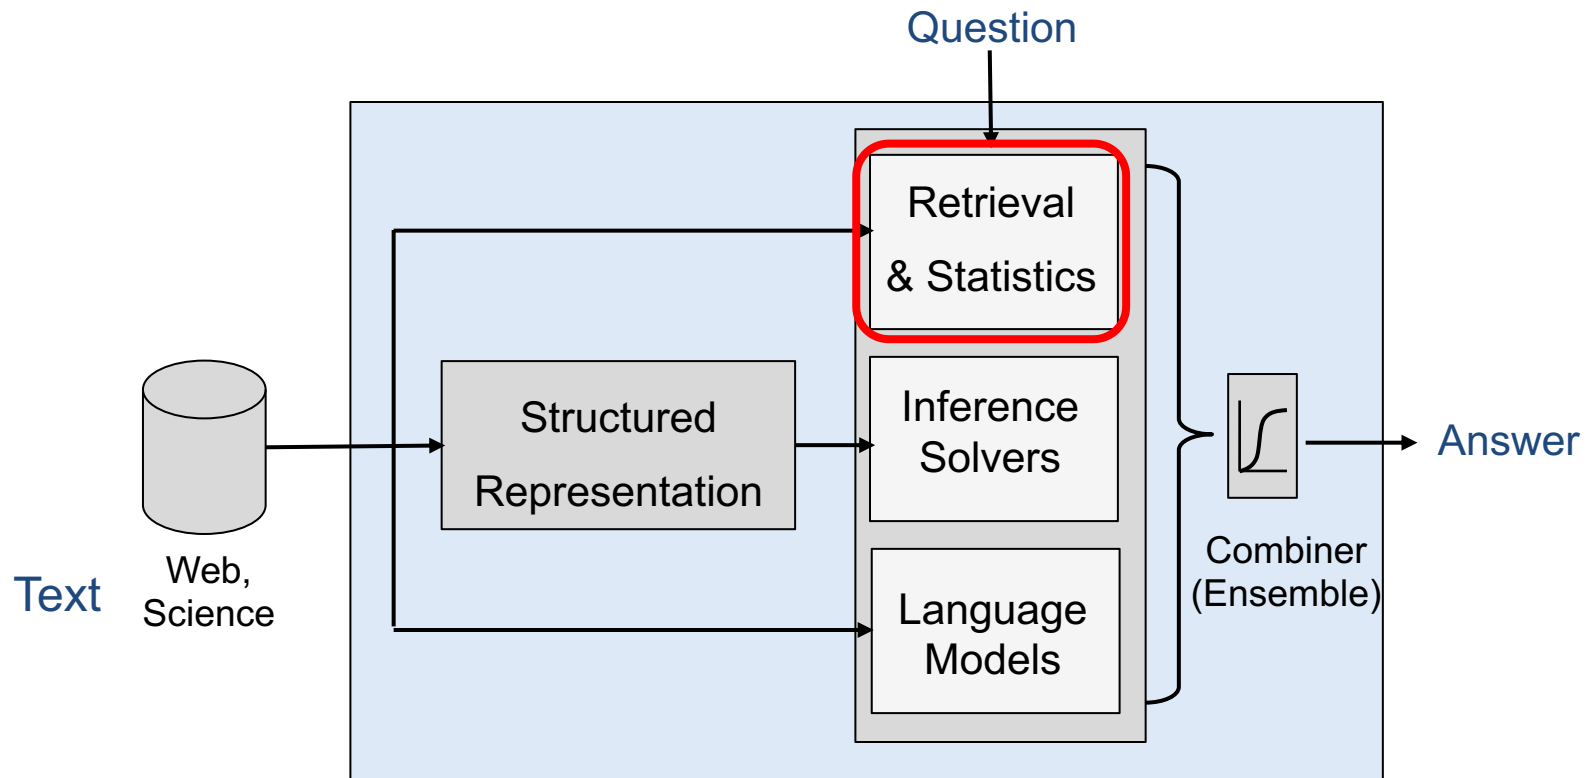 Question
Retrieval
& Statistics
Structured
Representation
Inference
Solvers
Answer
Web,
Science
Text
Language
Models
Combiner
(Ensemble)